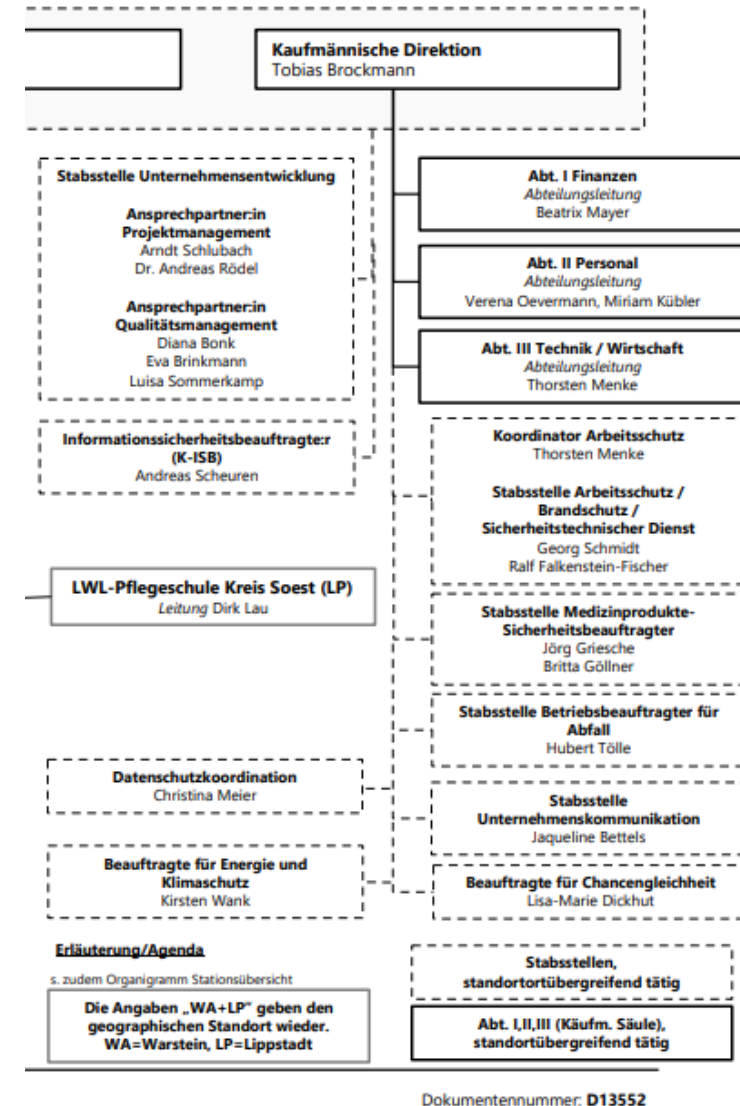 Kaufmännische Direktion
Tobias Brockmann
Stabsstelle Unternehmensentwicklung
Ansprechpartner:in
Projektmanagement
Arndt Schlubach
Dr. Andreas Rödel
Ansprechpartner:in
Qualitätsmanagement
Diana Bonk
Eva Brinkmann
Luisa Sommerkamp
Informationssicherheitsbeauftragte:r
(K-ISB)
Andreas Scheuren
LWL-Pflegeschule Kreis Soest (LP)
Leitung Dirk Lau
Datenschutzkoordination
Christina Meier
Beauftragte für Energie und
Klimaschutz
Kirsten Wank
Abt. I Finanzen
Abteilungsleitung
Beatrix Mayer
Abt. II Personal
Abteilungsleitung
Verena Oevermann, Miriam Kübler
Abt. III Technik / Wirtschaft
Abteilungsleitung
Thorsten Menke
Koordinator Arbeitsschutz
Thorsten Menke
Stabsstelle Arbeitsschutz /
Brandschutz /
Sicherheitstechnischer Dienst
Georg Schmidt
Ralf Falkenstein-Fischer
Stabsstelle Medizinprodukte-
Sicherheitsbeauftragter
Jörg Griesche
Britta Göllner
Stabsstelle Betriebsbeauftragter für
Abfall
Hubert Tölle
Stabsstelle
Unternehmenskommunikation
Jaqueline Bettels
Beauftragte für Chancengleichheit
Lisa-Marie Dickhut
Erläuterung/Agenda
s. zudem Organigramm Stationsübersicht
Die Angaben „WA+LP" geben den
geographischen Standort wieder.
WA=Warstein, LP=Lippstadt
Stabsstellen,
standortortübergreifend tätig
Abt. I,II,III (Käufm. Säule),
standortübergreifend tätig
Dokumentennummer: D13552